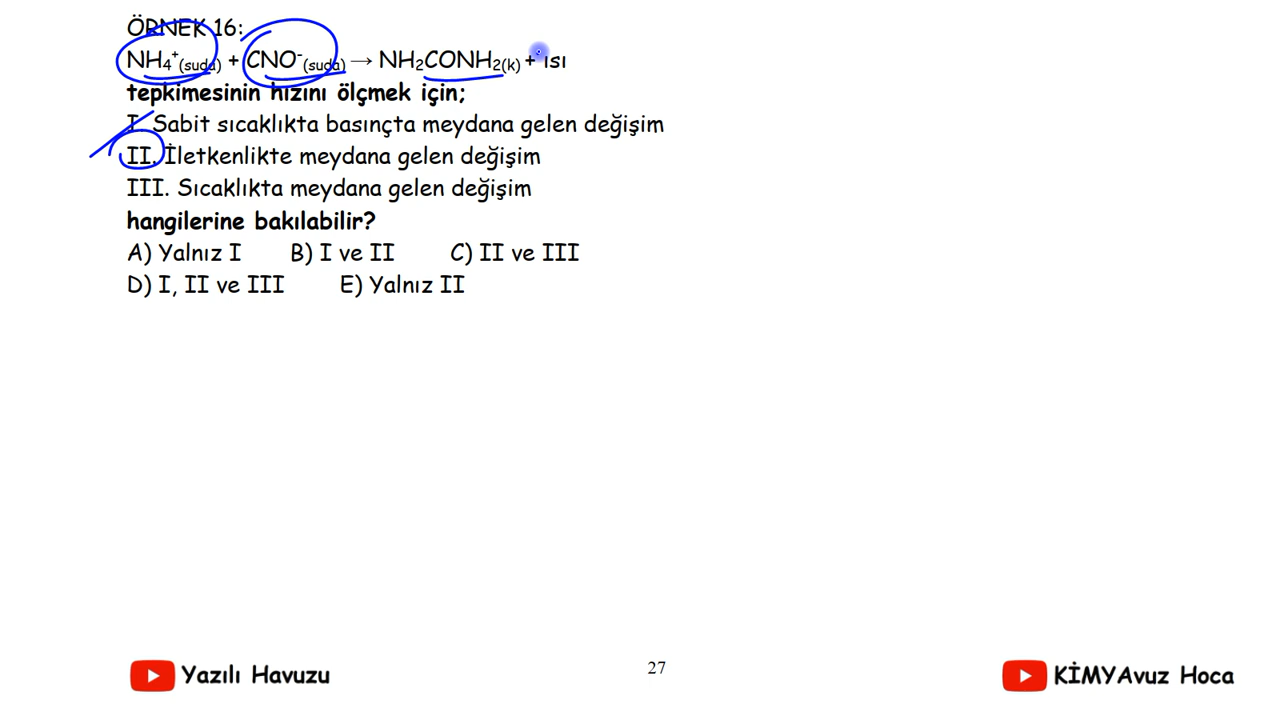 ÖRNEK 16:
NH₄⁺(suda) + CNO⁻(suda) → NH₂CONH₂(k) + ısı
tepkimesinin hızını ölçmek için;
I. Sabit sıcaklıkta basınçta meydana gelen değişim
II. İletkenlikte meydana gelen değişim
III. Sıcaklıkta meydana gelen değişim
hangilerine bakılabilir?
A) Yalnız I B) I ve II C) II ve III
D) I, II ve III E) Yalnız II
Yazılı Havuzu 27 KİMYAvuz Hoca